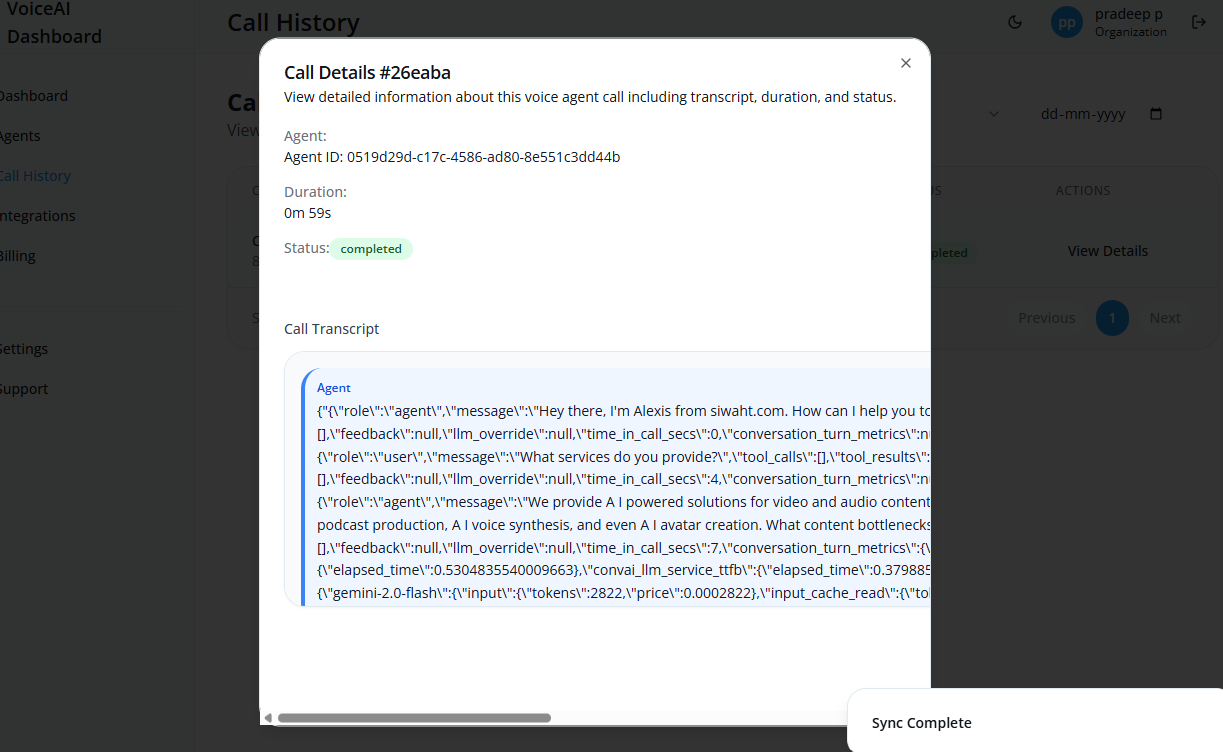 VoiceAI
Dashboard
Call History
pp
pradeep p
Organization
Dashboard
Agents
Call History
Integrations
Billing
Settings
Support
dd-mm-yyyy
ACTIONS
View Details
Previous
1
Next
Call Details #26eaba
View detailed information about this voice agent call including transcript, duration, and status.
Agent:
Agent ID: 0519d29d-c17c-4586-ad80-8e551c3dd44b
Duration:
0m 59s
Status: completed
Call Transcript
Agent
{"{\"role\":\"agent\",\"message\":\"Hey there, I'm Alexis from siwaht.com. How can I help you to
[],\"feedback\":null,\"llm_override\":null,\"time_in_call_secs\":0,\"conversation_turn_metrics\":n
{\"role\":\"user\",\"message\":\"What services do you provide?\",\"tool_calls\":[],\"tool_results\":
[],\"feedback\":null,\"llm_override\":null,\"time_in_call_secs\":4,\"conversation_turn_metrics\":n
{\"role\":\"agent\",\"message\":\"We provide A I powered solutions for video and audio content
podcast production, A I voice synthesis, and even A I avatar creation. What content bottlenecks
[],\"feedback\":null,\"llm_override\":null,\"time_in_call_secs\":7,\"conversation_turn_metrics\":{\
{\"elapsed_time\":0.5304835540009663},\"convai_llm_service_ttfb\":{\"elapsed_time\":0.379885
{\"gemini-2.0-flash\":{\"input\":{\"tokens\":2822,\"price\":0.0002822},\"input_cache_read\":{\"to
Sync Complete